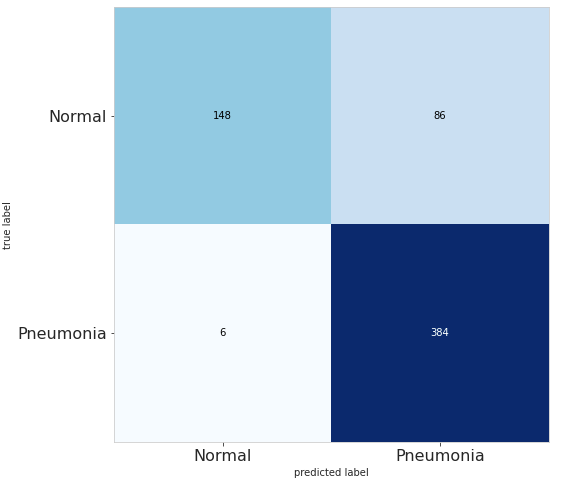 Normal
148
86
true label
Pneumonia
6
384
Normal
Pneumonia
predicted label